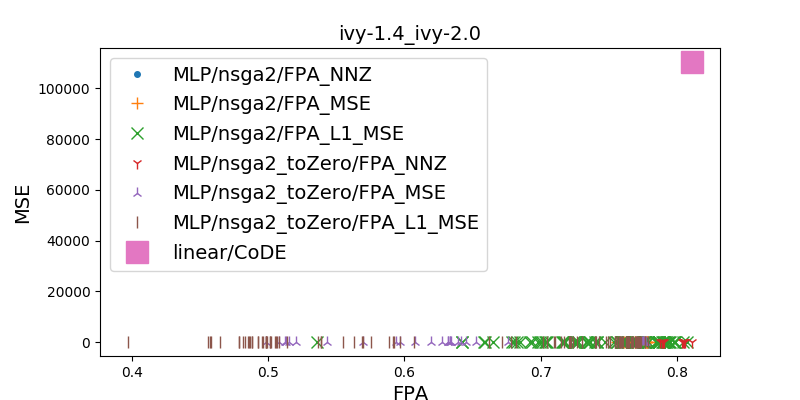 ivy-1.4_ivy-2.0
MSE
100000
80000
60000
40000
20000
0
MLP/nsga2/FPA_NNZ
MLP/nsga2/FPA_MSE
MLP/nsga2/FPA_L1_MSE
MLP/nsga2_toZero/FPA_NNZ
MLP/nsga2_toZero/FPA_MSE
MLP/nsga2_toZero/FPA_L1_MSE
linear/CoDE
0.4 0.5 0.6 0.7 0.8
FPA